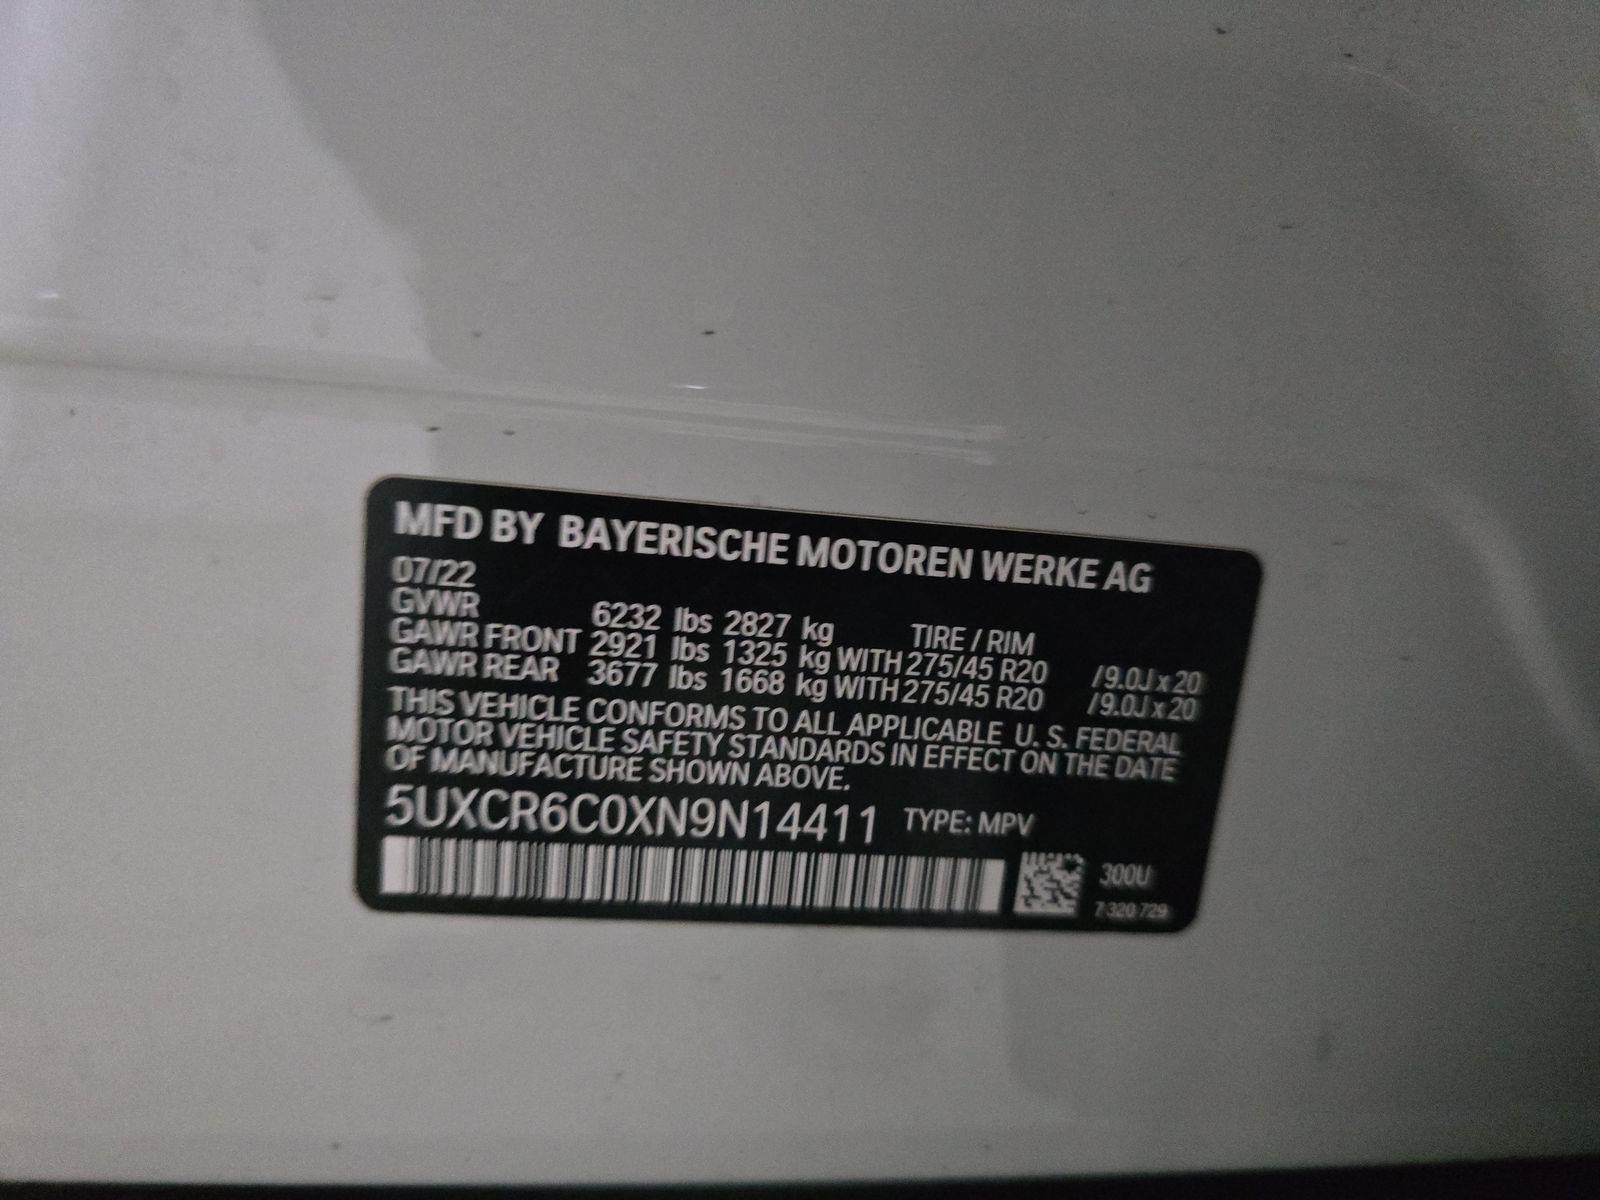 MFD BY BAYERISCHE MOTOREN WERKE AG
07/22
GVWR 6232 lbs 2827 kg TIRE / RIM
GAWR FRONT 2921 lbs 1325 kg WITH 275/45 R20 /9.0J x 20
GAWR REAR 3677 lbs 1668 kg WITH 275/45 R20 /9.0J x 20
THIS VEHICLE CONFORMS TO ALL APPLICABLE U. S. FEDERAL
MOTOR VEHICLE SAFETY STANDARDS IN EFFECT ON THE DATE
OF MANUFACTURE SHOWN ABOVE.
5UXCR6C0XN9N14411 TYPE: MPV
300U
7 320 729